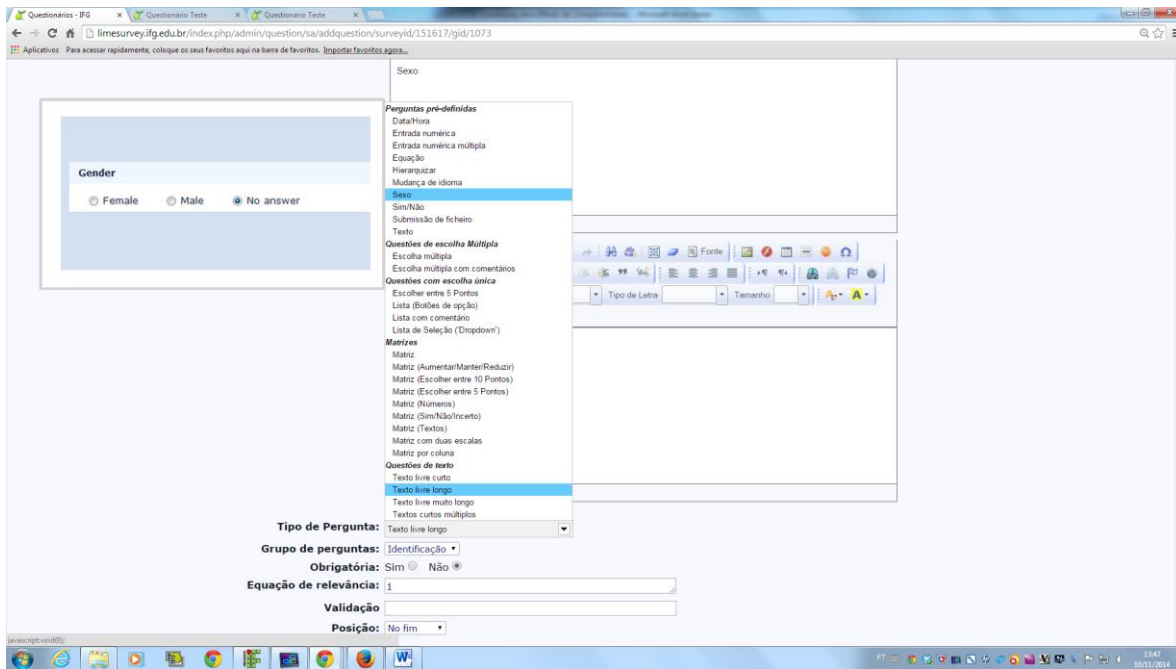 Questionários - IFG
Questionário Teste
Questionário Teste
limesurvey.ifg.edu.br/index.php/admin/question/sa/addquestion/surveyid/151617/gid/1073
Aplicativos Para acessar rapidamente, coloque os seus favoritos aqui na barra de favoritos. Importar favoritos agora...
Sexo
Gender
Female Male No answer
Perguntas pré-definidas
Data/Hora
Entrada numérica
Entrada numérica múltipla
Equação
Hierarquizar
Mudança de idioma
Sexo
Sim/Não
Submissão de ficheiro
Texto
Questões de escolha Múltipla
Escolha múltipla
Escolha múltipla com comentários
Questões com escolha única
Escolher entre 5 Pontos
Lista (Botões de opção)
Lista com comentário
Lista de Seleção ('Dropdown')
Matrizes
Matriz
Matriz (Aumentar/Manter/Reduzir)
Matriz (Escolher entre 10 Pontos)
Matriz (Escolher entre 5 Pontos)
Matriz (Números)
Matriz (Sim/Não/Incerto)
Matriz (Textos)
Matriz com duas escalas
Matriz por coluna
Questões de texto
Texto livre curto
Texto livre longo
Texto livre muito longo
Textos curtos múltiplos
Fonte
Tipo de Letra Tamanho
Tipo de Pergunta: Texto livre longo
Grupo de perguntas: Identificação
Obrigatória: Sim Não
Equação de relevância: 1
Validação
Posição: No fim
javascript:void(0);
PT
13:47
10/11/2014